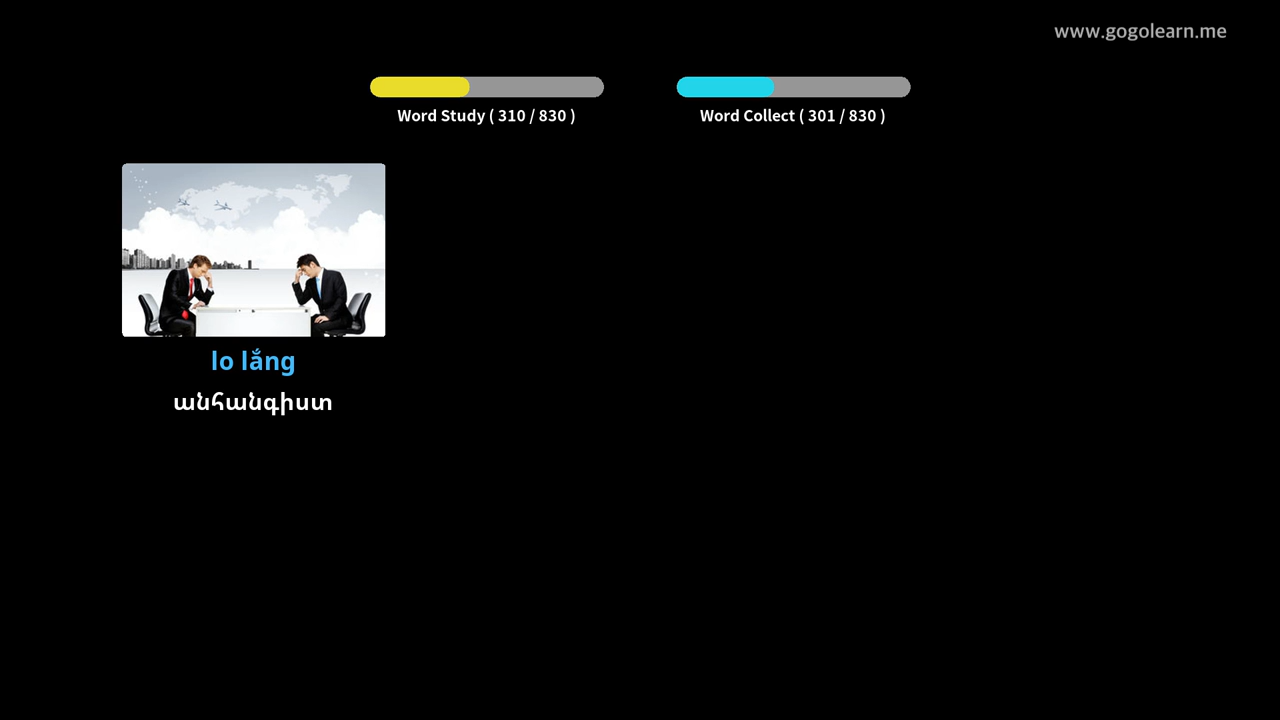 www.gogolearn.me
Word Study ( 310 / 830 )
Word Collect ( 301 / 830 )
lo lắng
անհանգիստ